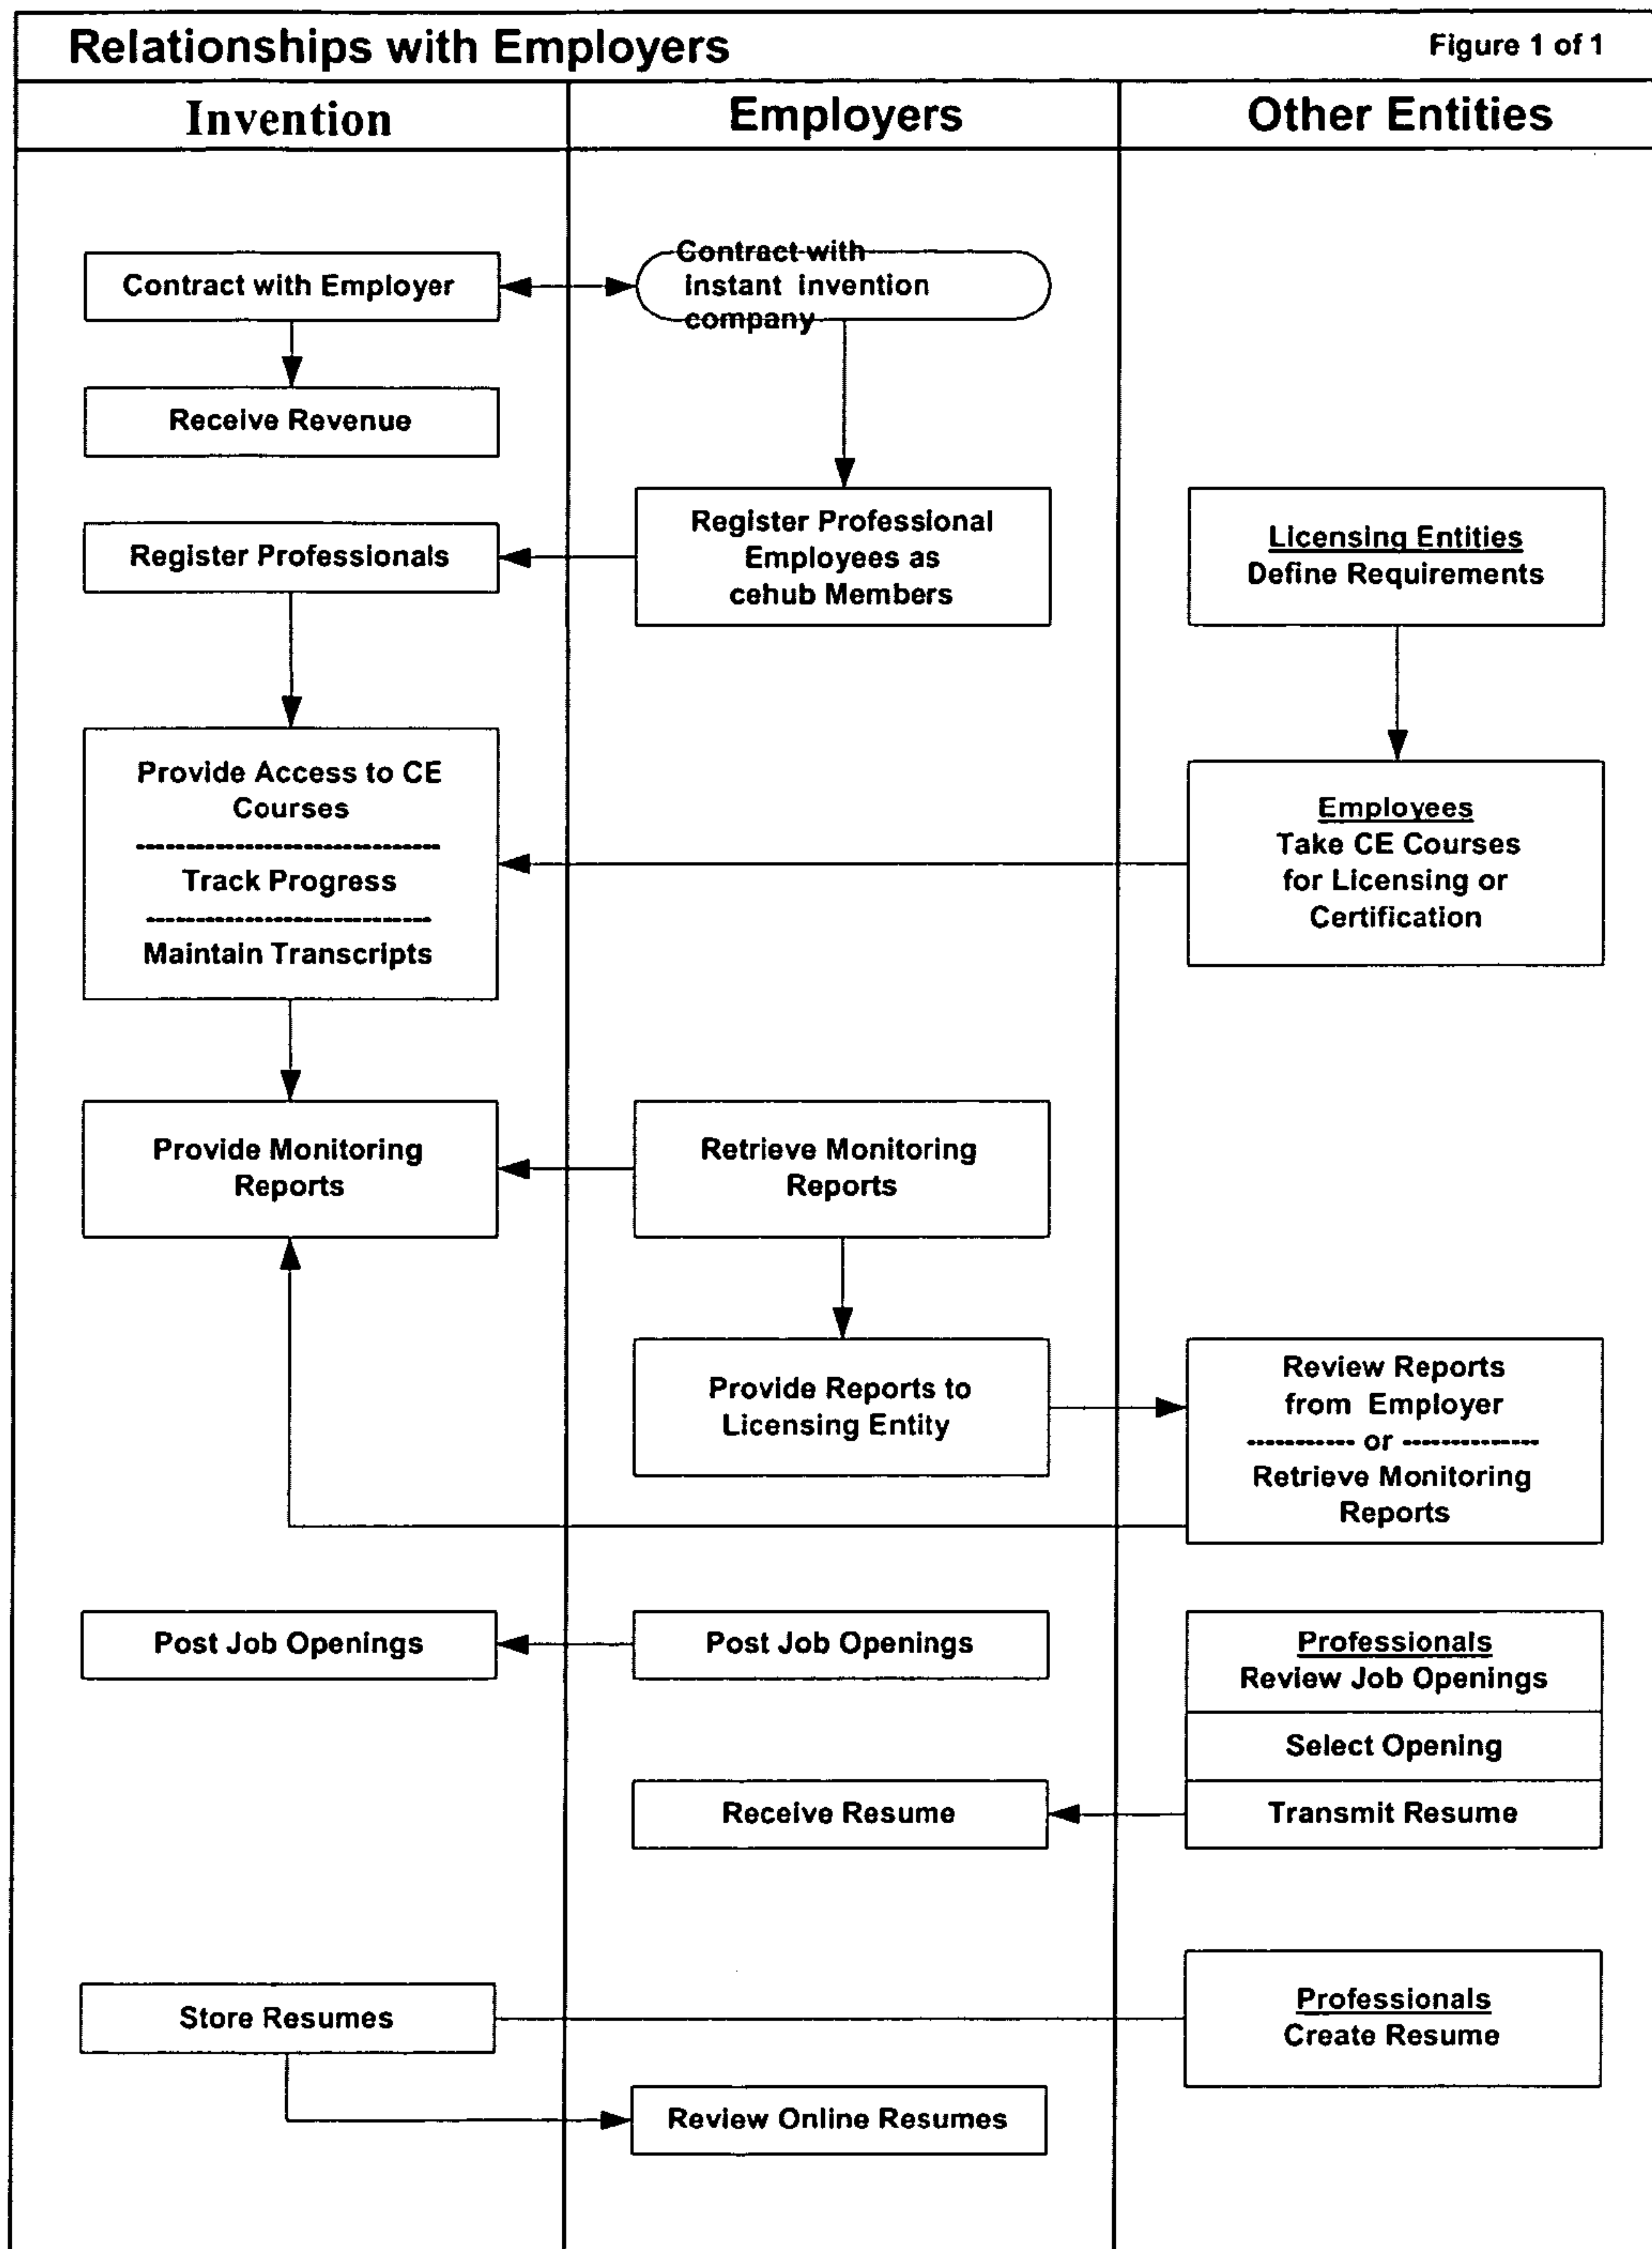 Relationships with Employers
Figure 1 of 1
Invention
Employers
Other Entities
Contract with Employer
Contract with
instant invention
company
Receive Revenue
Register Professionals
Register Professional
Employees as
cehub Members
Licensing Entities
Define Requirements
Provide Access to CE
Courses
Track Progress
Maintain Transcripts
Employees
Take CE Courses
for Licensing or
Certification
Provide Monitoring
Reports
Retrieve Monitoring
Reports
Provide Reports to
Licensing Entity
Review Reports
from Employer
----------- or --------------
Retrieve Monitoring
Reports
Post Job Openings
Post Job Openings
Professionals
Review Job Openings
Select Opening
Receive Resume
Transmit Resume
Store Resumes
Professionals
Create Resume
Review Online Resumes